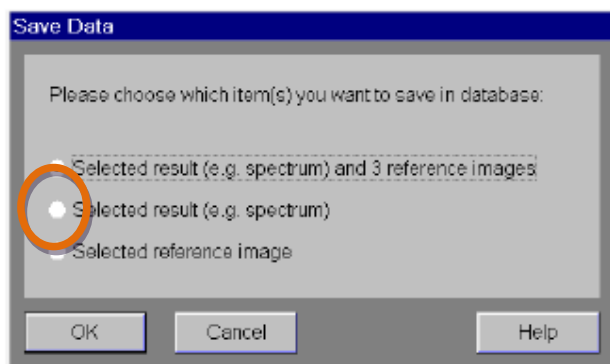 Save Data
Please choose which item(s) you want to save in database:
Selected result (e.g. spectrum) and 3 reference images
Selected result (e.g. spectrum)
Selected reference image
OK
Cancel
Help